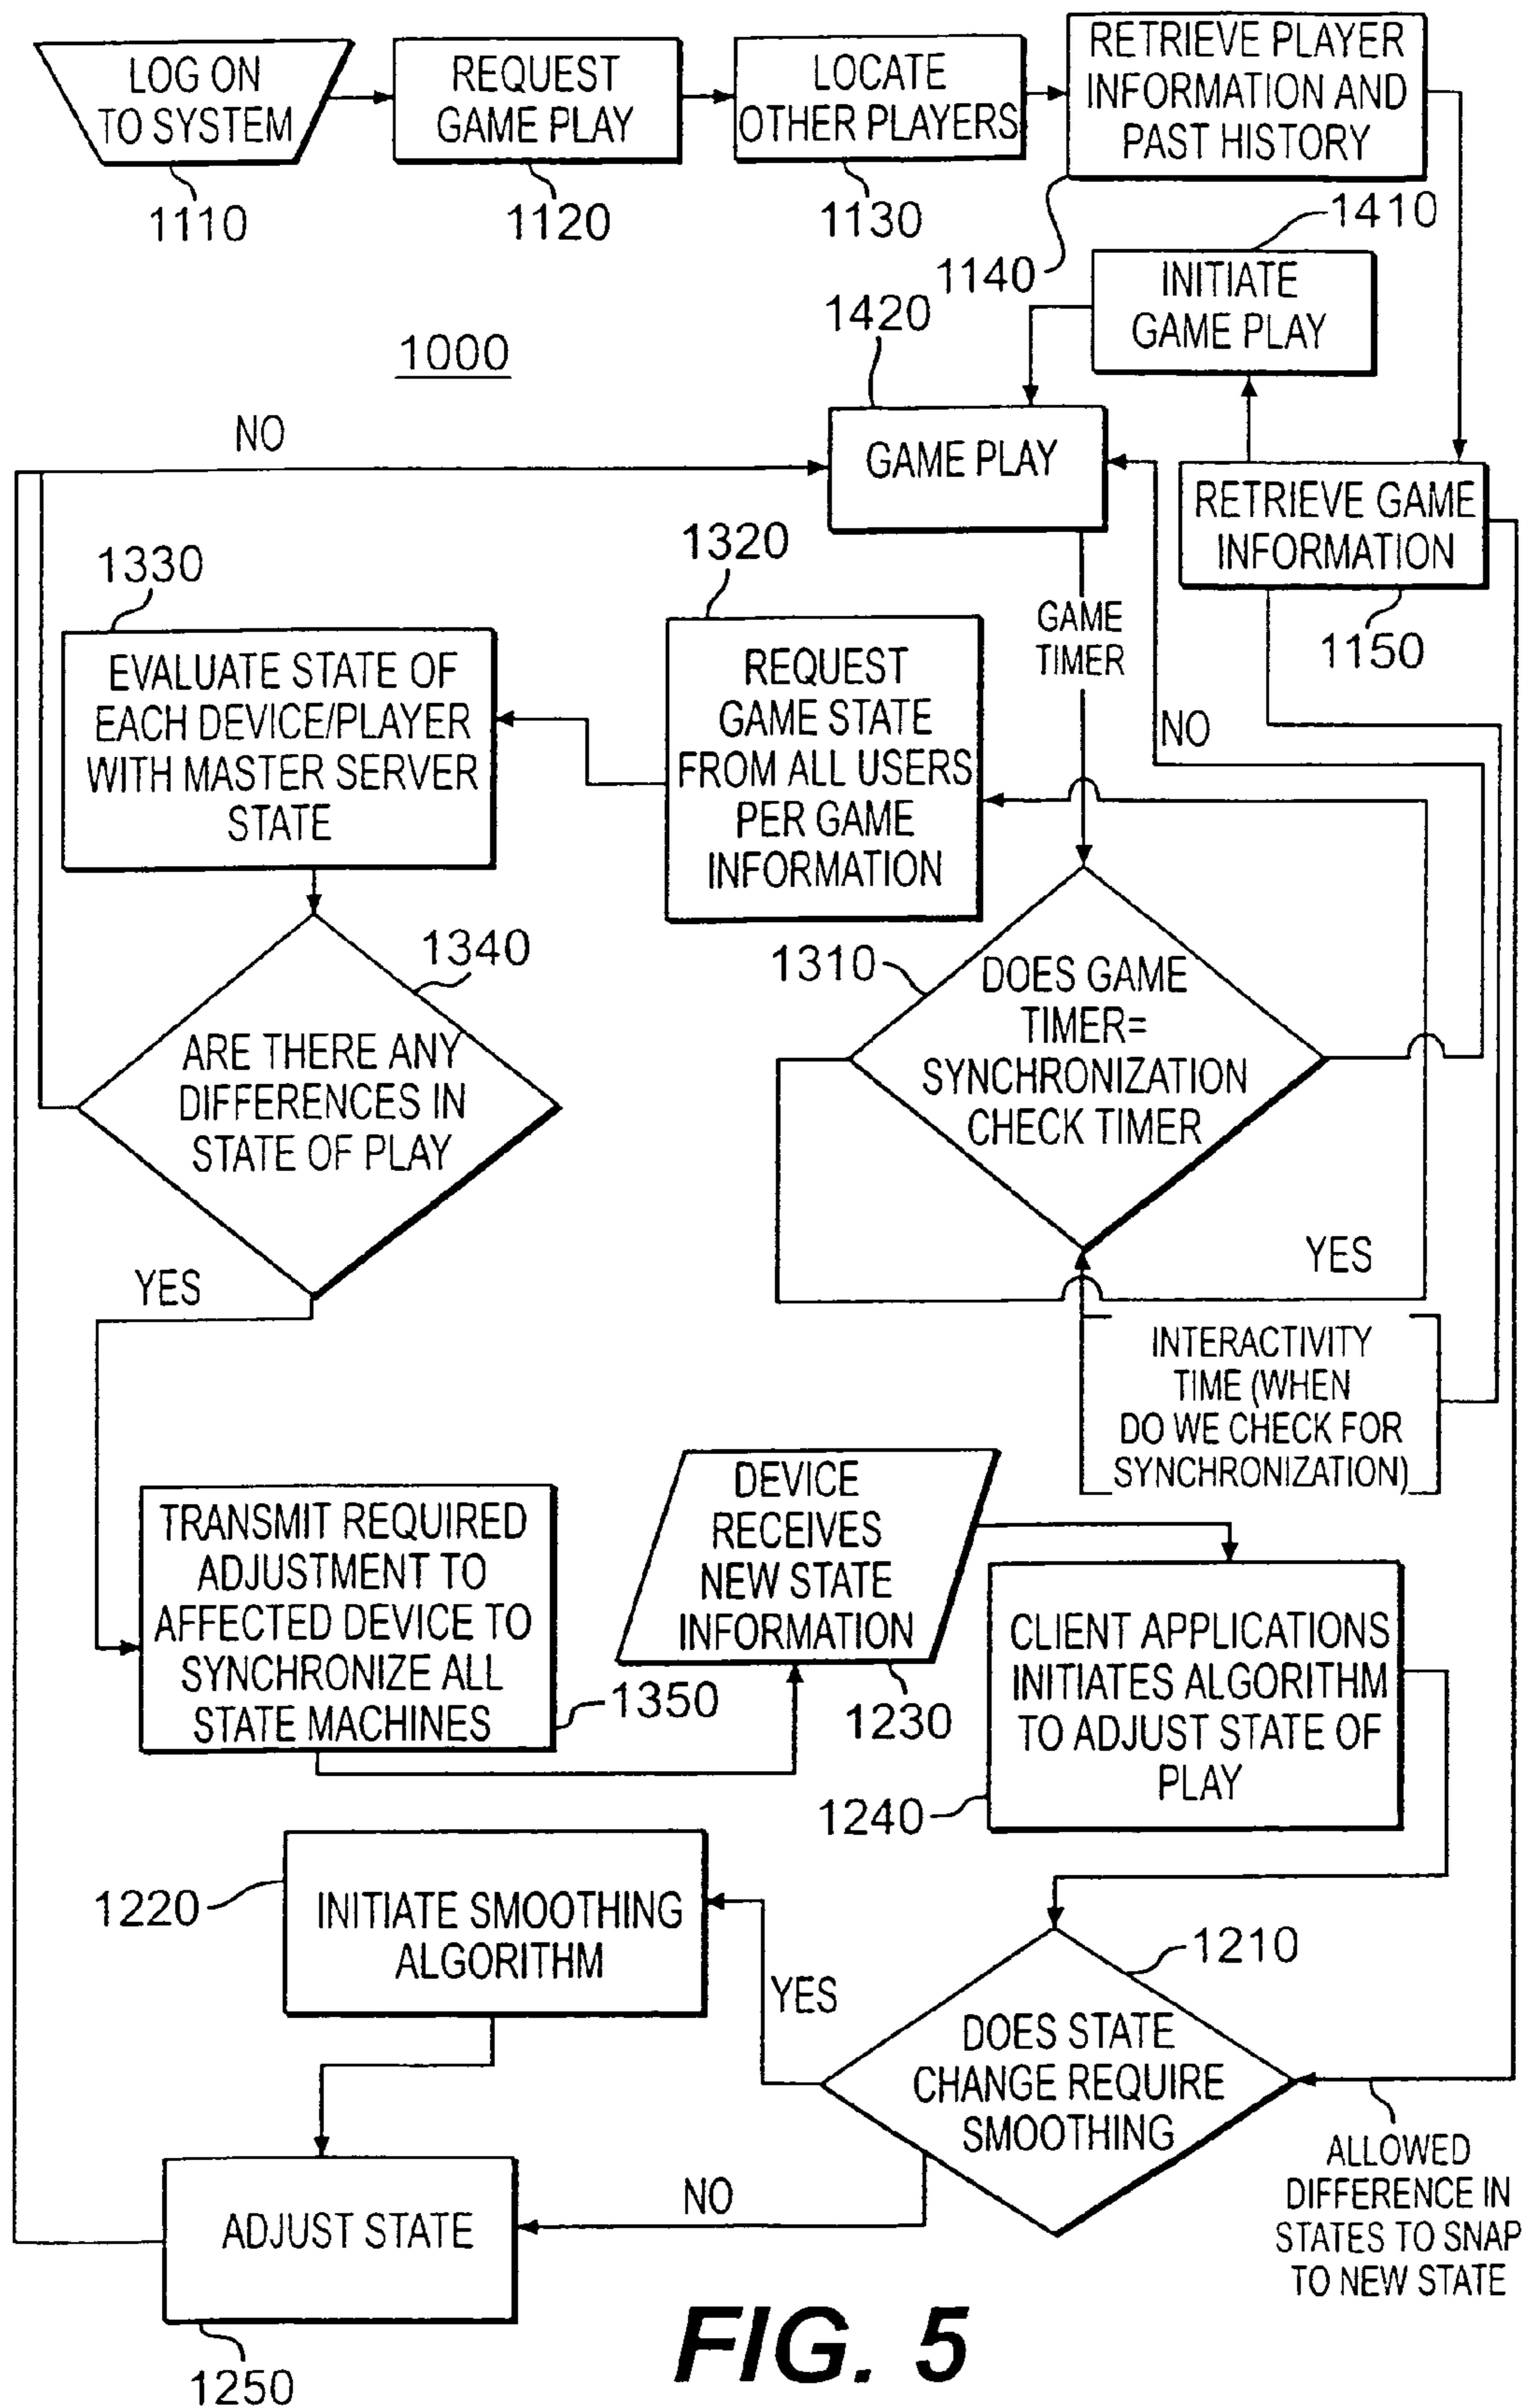 LOG ON
TO SYSTEM
1110
REQUEST
GAME PLAY
1120
LOCATE
OTHER PLAYERS
1130
RETRIEVE PLAYER
INFORMATION AND
PAST HISTORY
1140
1410
INITIATE
GAME PLAY
1420
1000
NO
GAME PLAY
RETRIEVE GAME
INFORMATION
1150
GAME
TIMER
NO
1320
REQUEST
GAME STATE
FROM ALL USERS
PER GAME
INFORMATION
1330
EVALUATE STATE OF
EACH DEVICE/PLAYER
WITH MASTER SERVER
STATE
1340
ARE THERE ANY
DIFFERENCES IN
STATE OF PLAY
YES
1310
DOES GAME
TIMER=
SYNCHRONIZATION
CHECK TIMER
YES
INTERACTIVITY
TIME (WHEN
DO WE CHECK FOR
SYNCHRONIZATION)
TRANSMIT REQUIRED
ADJUSTMENT TO
AFFECTED DEVICE TO
SYNCHRONIZE ALL
STATE MACHINES
1350
DEVICE
RECEIVES
NEW STATE
INFORMATION
1230
CLIENT APPLICATIONS
INITIATES ALGORITHM
TO ADJUST STATE OF
PLAY
1240
1220
INITIATE SMOOTHING
ALGORITHM
YES
1210
DOES STATE
CHANGE REQUIRE
SMOOTHING
NO
ALLOWED
DIFFERENCE IN
STATES TO SNAP
TO NEW STATE
ADJUST STATE
1250
FIG. 5